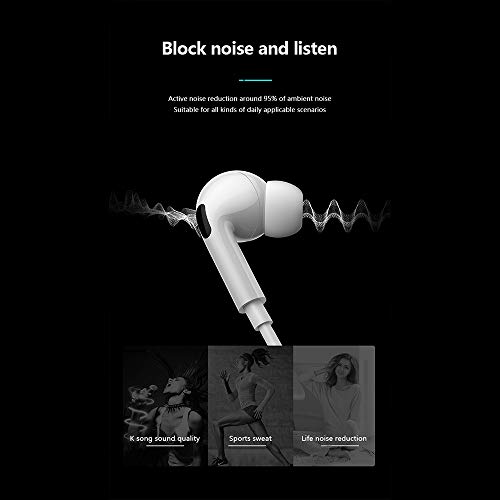 Block noise and listen
Active noise reduction around 95% of ambient noise
Suitable for all kinds of daily applicable scenarios
K song sound quality
Sports sweat
Life noise reduction